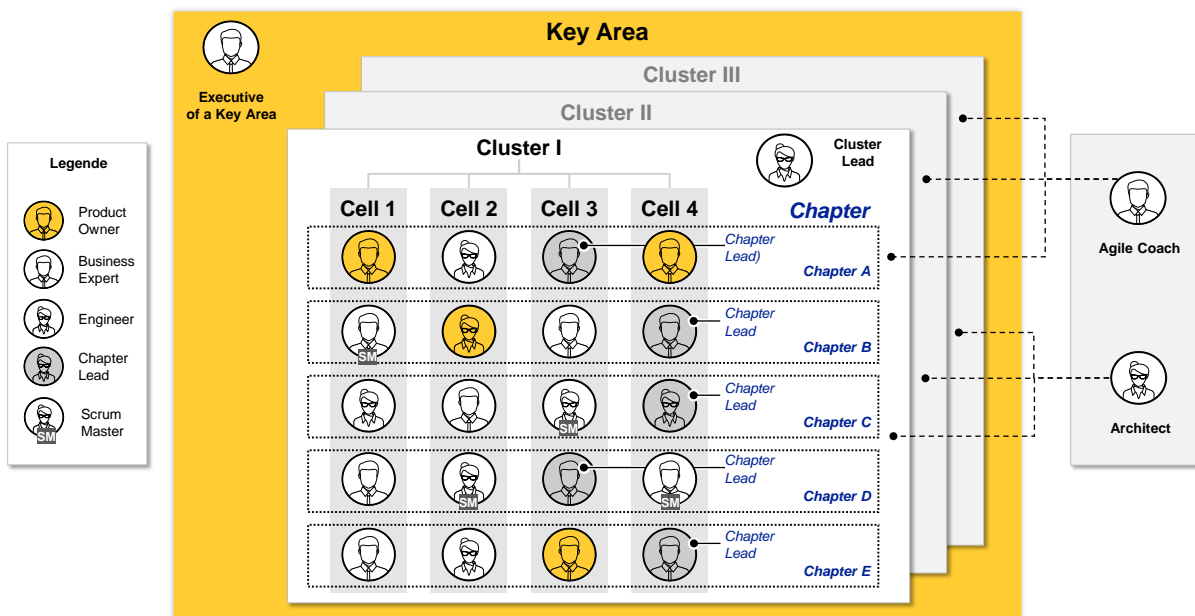 Key Area
Executive
of a Key Area
Cluster III
Cluster II
Cluster I
Cluster
Lead
Legende
Product
Owner
Business
Expert
Engineer
Chapter
Lead
Scrum
Master
SM
Cell 1
Cell 2
Cell 3
Cell 4
Chapter
Chapter
Lead)
Chapter A
Chapter
Lead
Chapter B
SM
Chapter
Lead
Chapter C
SM
Chapter
Lead
Chapter D
SM
SM
Chapter
Lead
Chapter E
Agile Coach
Architect